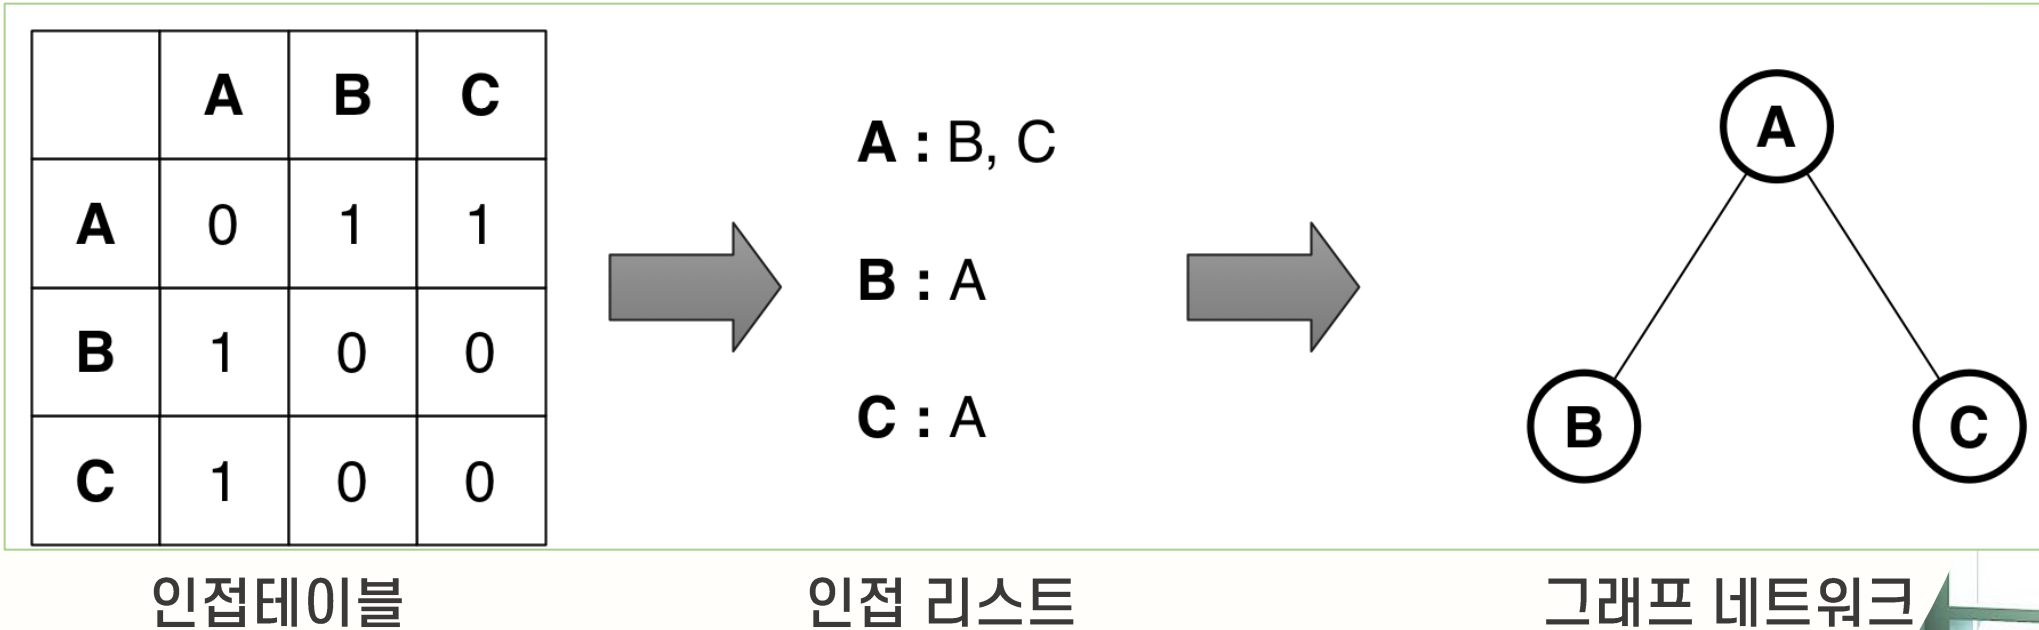 A B C
A 0 1 1
B 1 0 0
C 1 0 0
A : B, C
B : A
C : A
A
B C
인접테이블
인접 리스트
그래프 네트워크